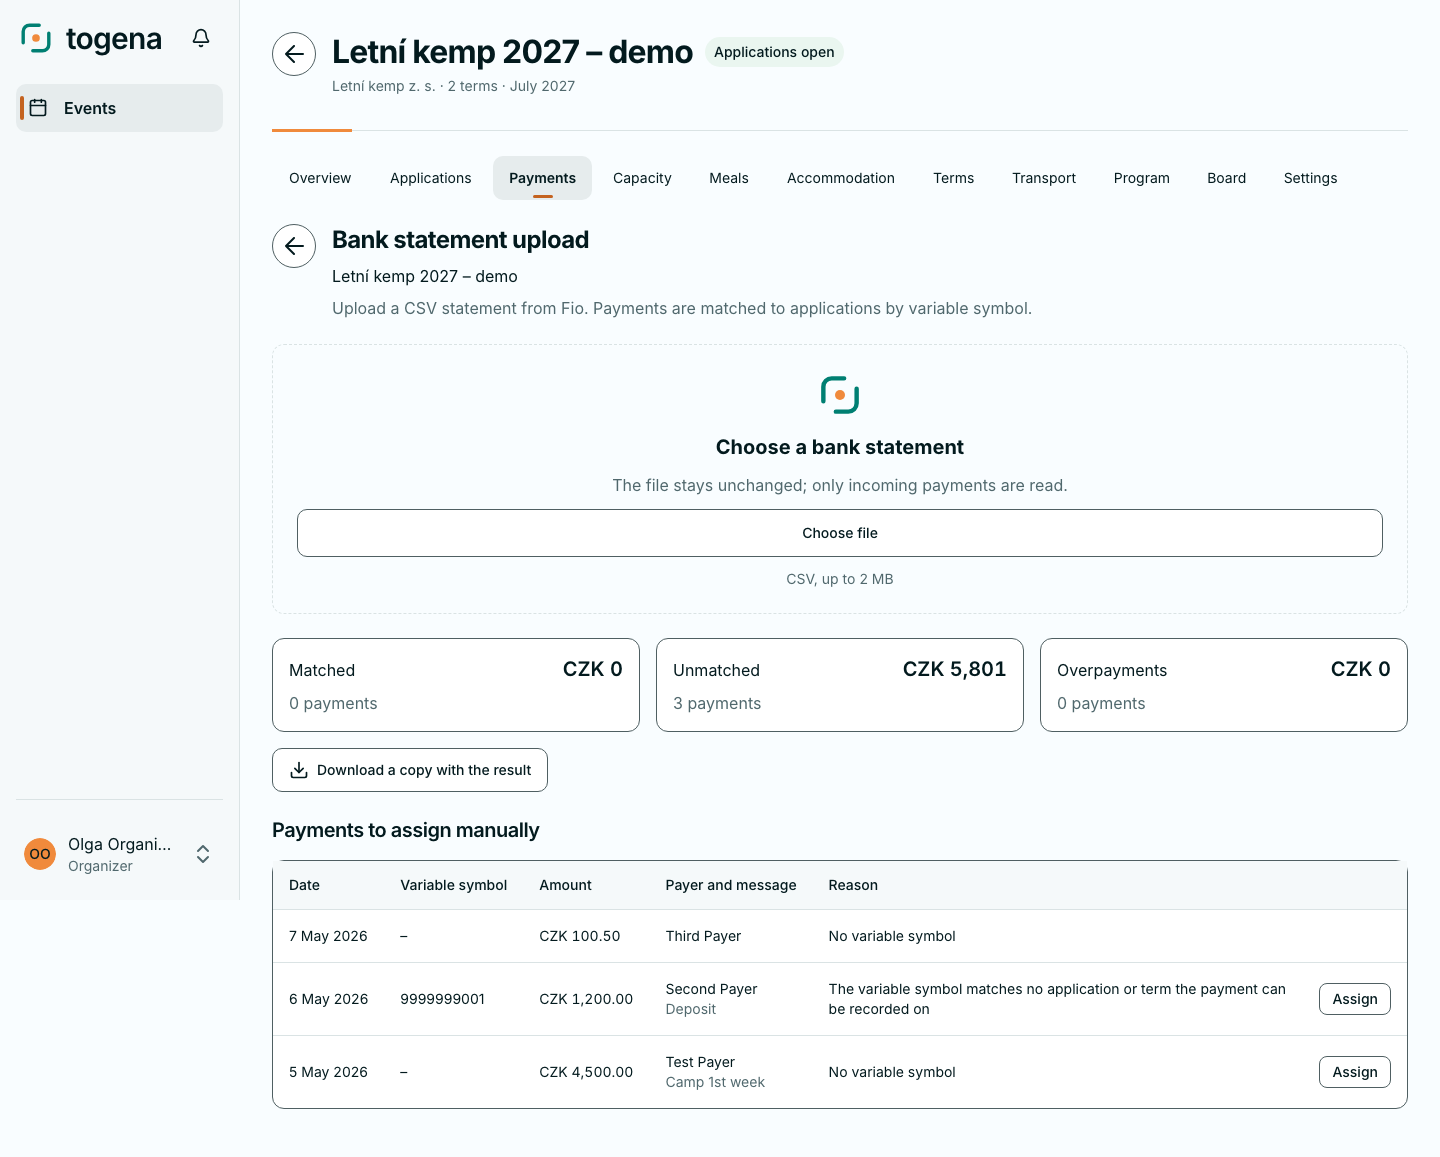 togena
Events
Olga Organi...
Organizer
OO
Letní kemp 2027 – demo
Applications open
Letní kemp z. s. · 2 terms · July 2027
Overview Applications Payments Capacity Meals Accommodation Terms Transport Program Board Settings
Bank statement upload
Letní kemp 2027 – demo
Upload a CSV statement from Fio. Payments are matched to applications by variable symbol.
Choose a bank statement
The file stays unchanged; only incoming payments are read.
Choose file
CSV, up to 2 MB
Matched CZK 0
0 payments
Unmatched CZK 5,801
3 payments
Overpayments CZK 0
0 payments
Download a copy with the result
Payments to assign manually
Date Variable symbol Amount Payer and message Reason
7 May 2026 – CZK 100.50 Third Payer No variable symbol
6 May 2026 9999999001 CZK 1,200.00 Second Payer
Deposit
The variable symbol matches no application or term the payment can
be recorded on
Assign
5 May 2026 – CZK 4,500.00 Test Payer
Camp 1st week
No variable symbol
Assign